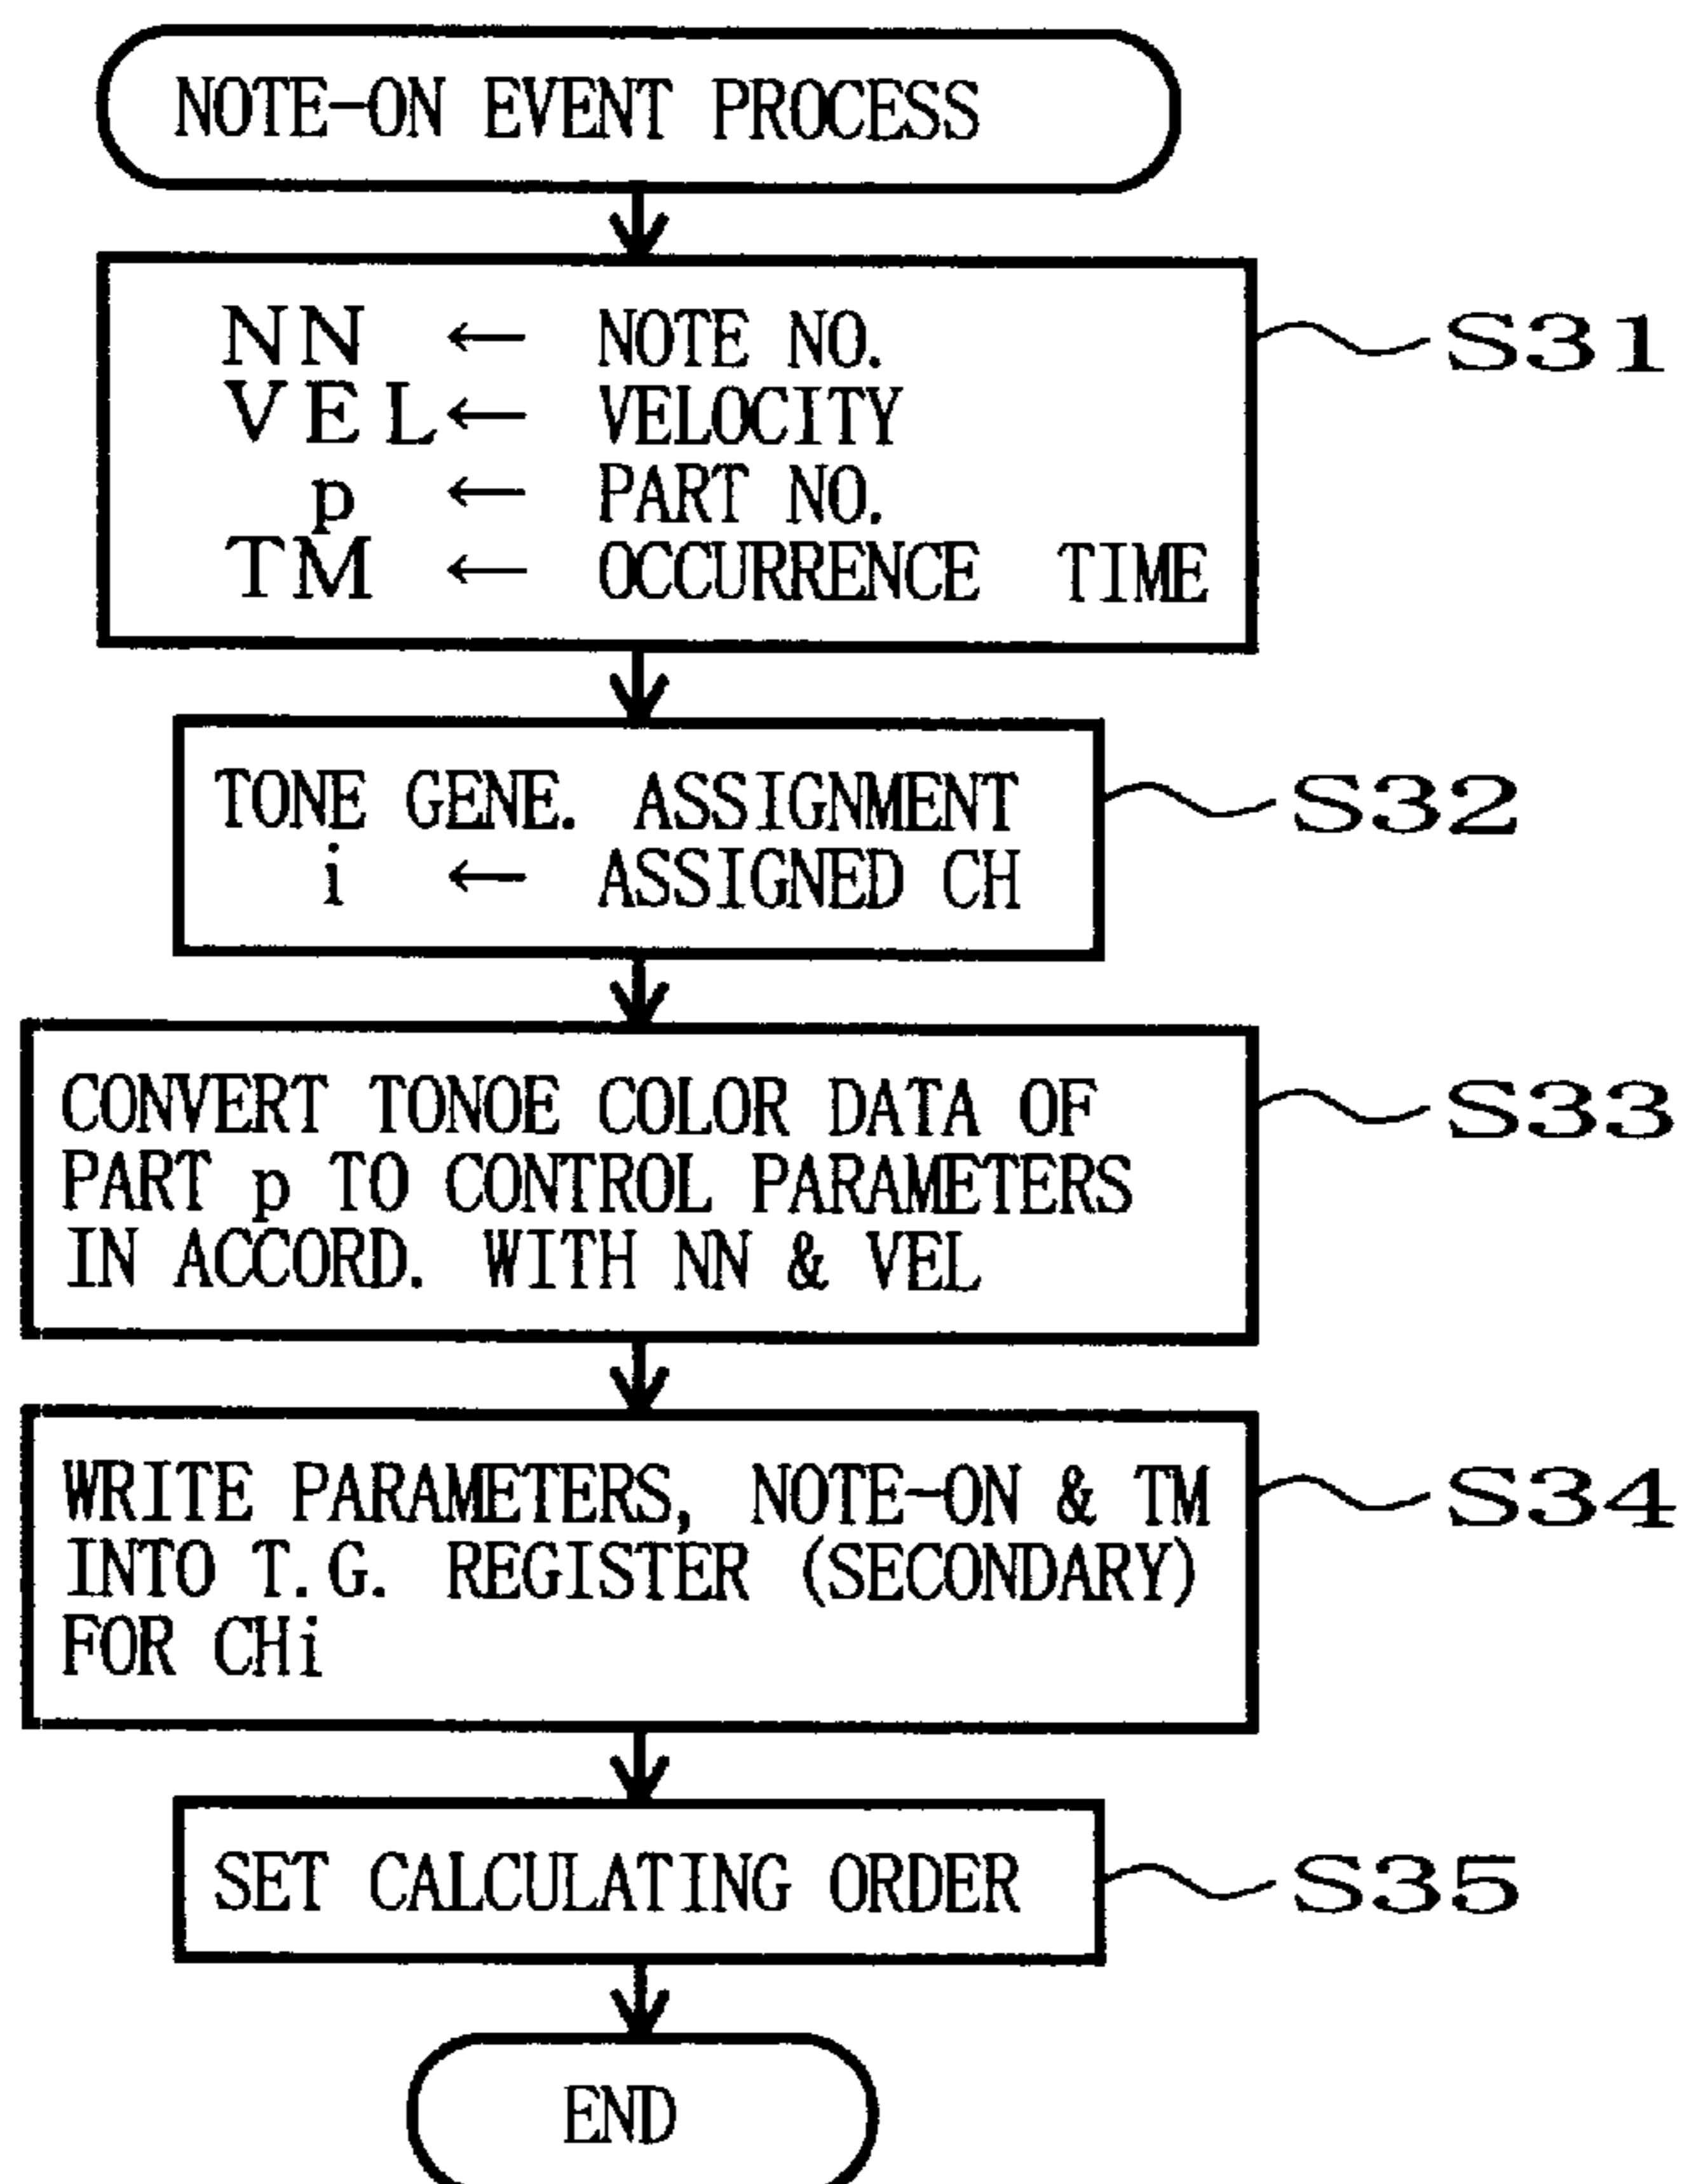 NOTE-ON EVENT PROCESS
NN ← NOTE NO.
VEL ← VELOCITY
p ← PART NO.
TM ← OCCURRENCE TIME
S31
TONE GENE. ASSIGNMENT
i ← ASSIGNED CH
S32
CONVERT TONOE COLOR DATA OF
PART p TO CONTROL PARAMETERS
IN ACCORD. WITH NN & VEL
S33
WRITE PARAMETERS, NOTE-ON & TM
INTO T.G. REGISTER (SECONDARY)
FOR CHi
S34
SET CALCULATING ORDER
S35
END